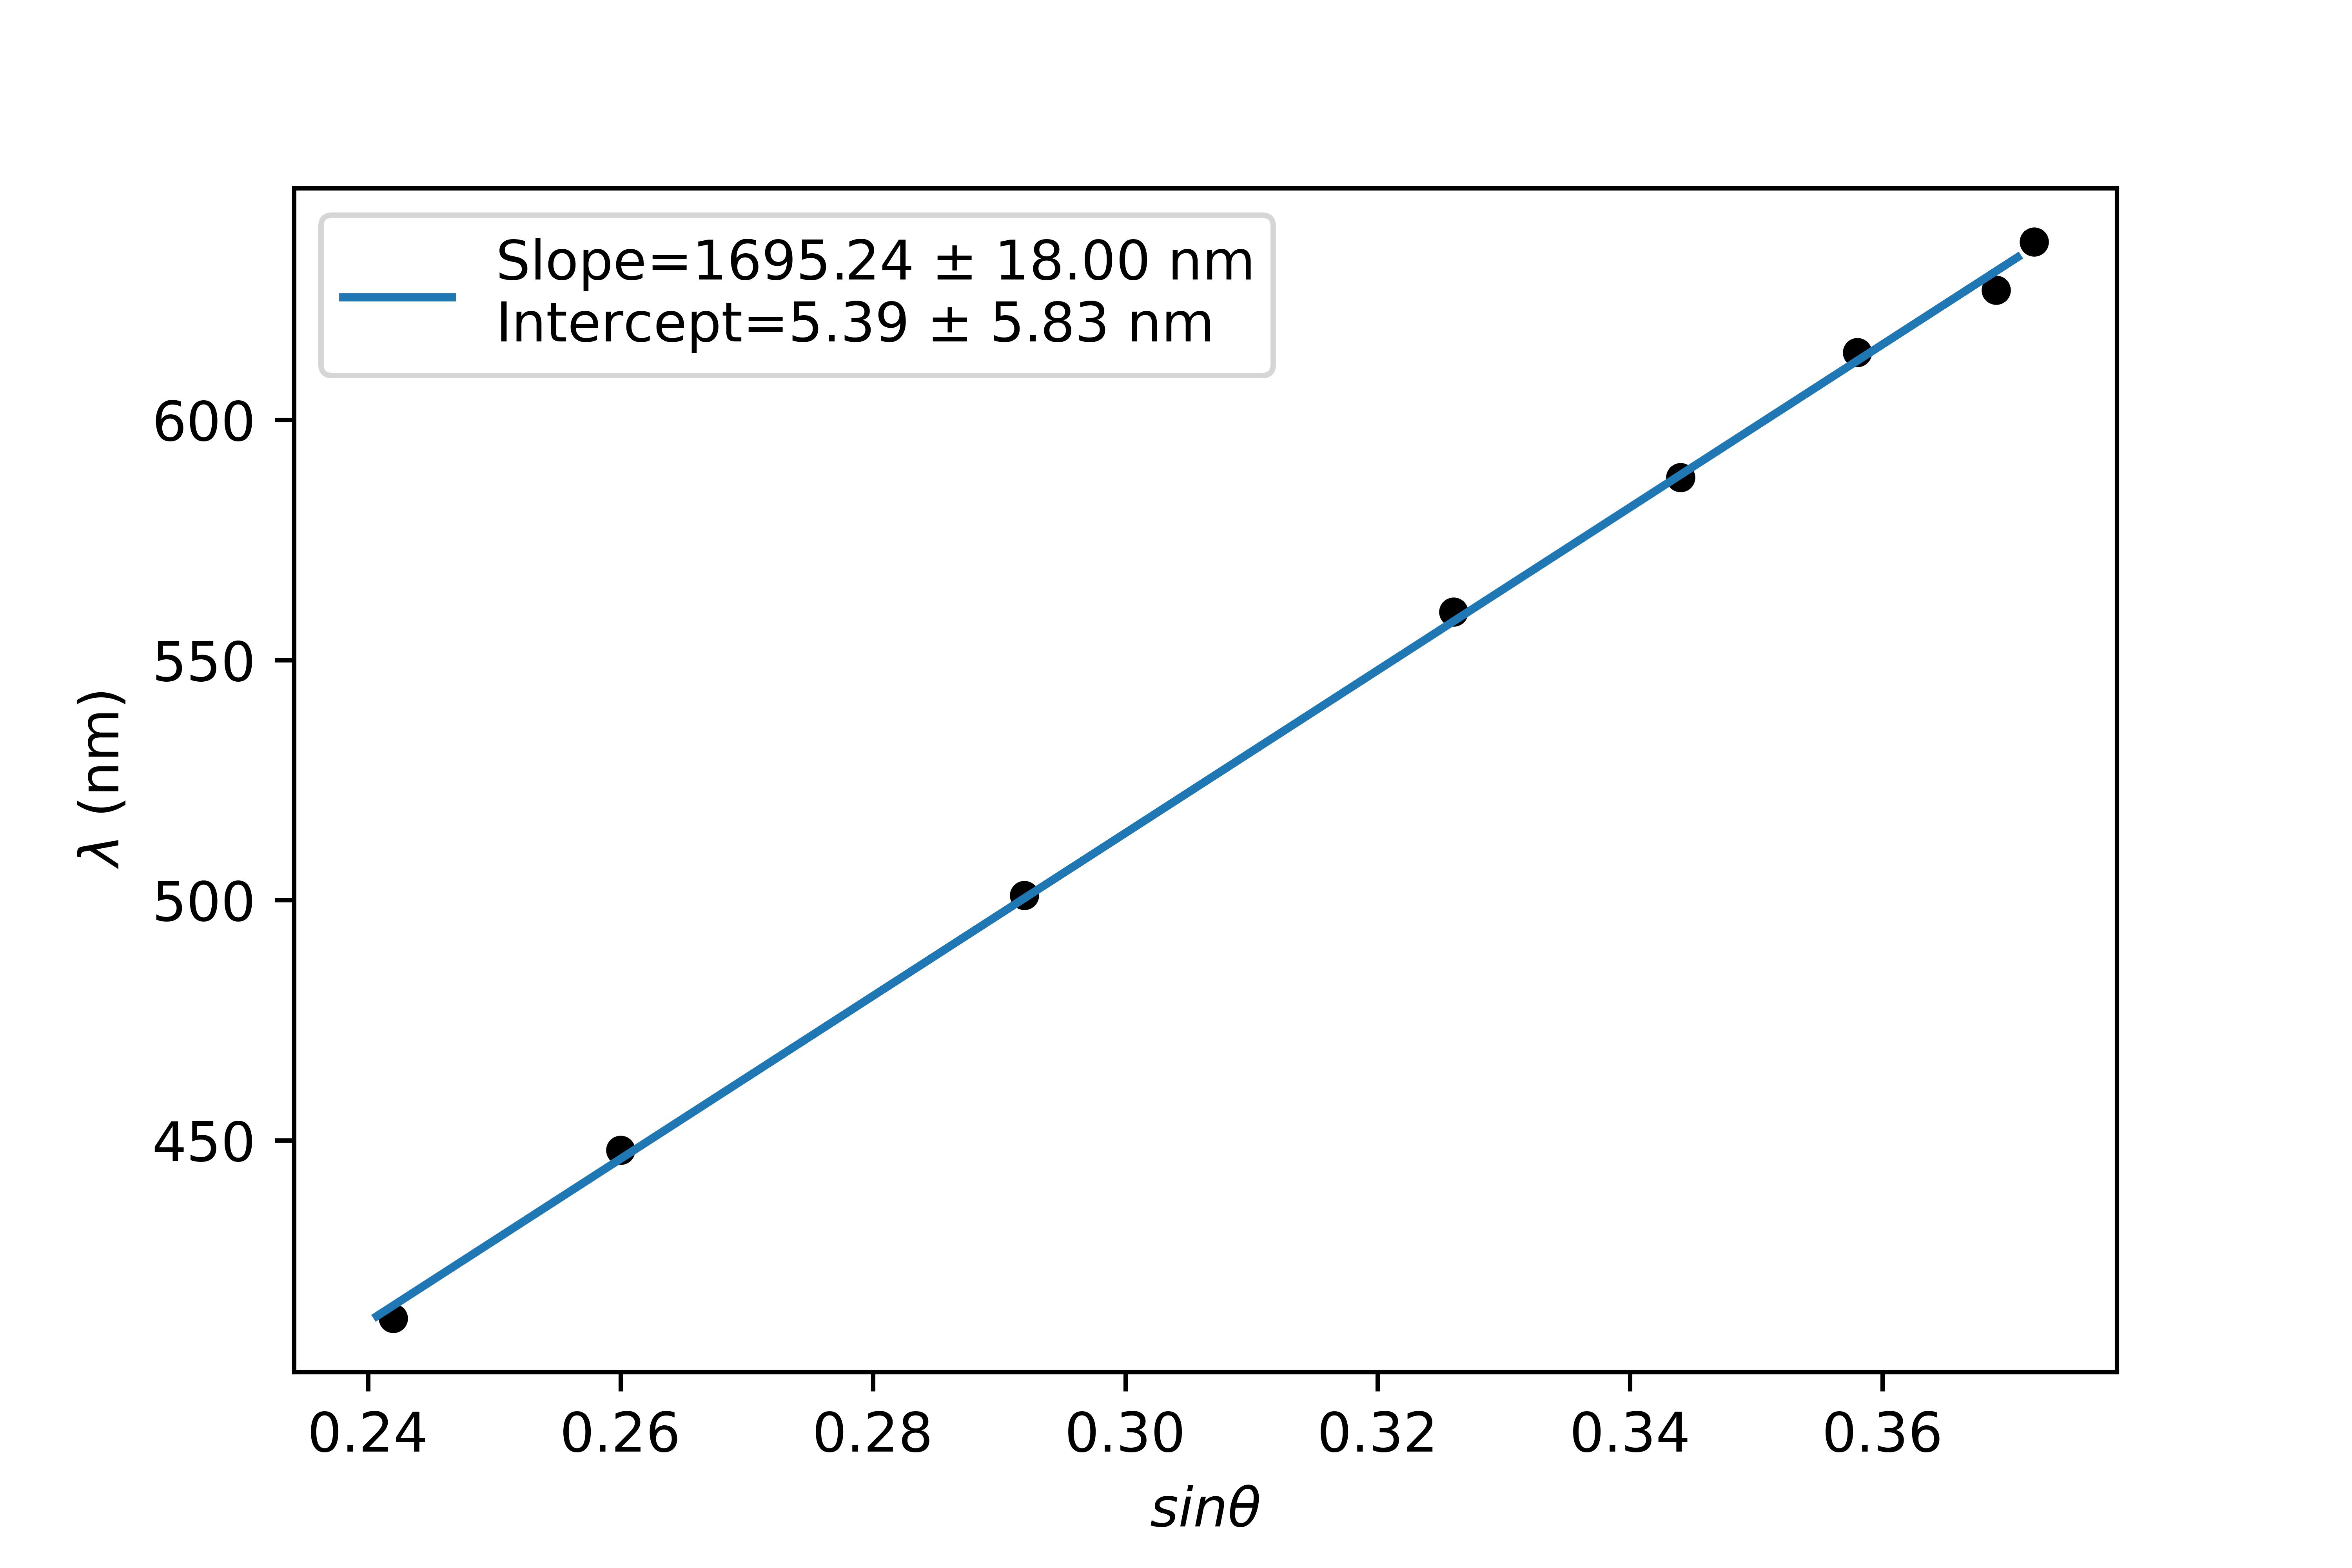 Slope=1695.24 ± 18.00 nm
Intercept=5.39 ± 5.83 nm
600
550
500
450
λ (nm)
0.24 0.26 0.28 0.30 0.32 0.34 0.36
sinθ